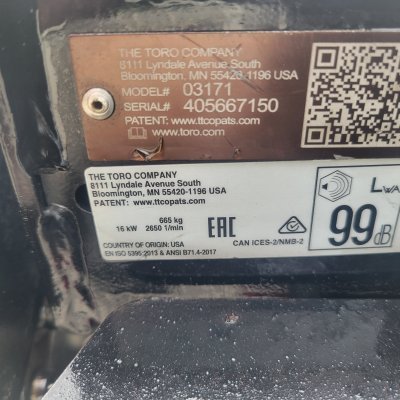 THE TORO COMPANY
8111 Lyndale Avenue South
Bloomington, MN 55420-1196 USA
MODEL# 03171
SERIAL# 405667150
PATENT: www.ttcopats.com
www.toro.com
THE TORO COMPANY
8111 Lyndale Avenue South
Bloomington, MN 55420-1196 USA
PATENT: www.ttcopats.com
665 kg
16 kW 2650 1/min
EAC
COUNTRY OF ORIGIN: USA
CAN ICES-2/NMB-2
EN ISO 5395:2013 & ANSI B71.4-2017
LWA
99 dB